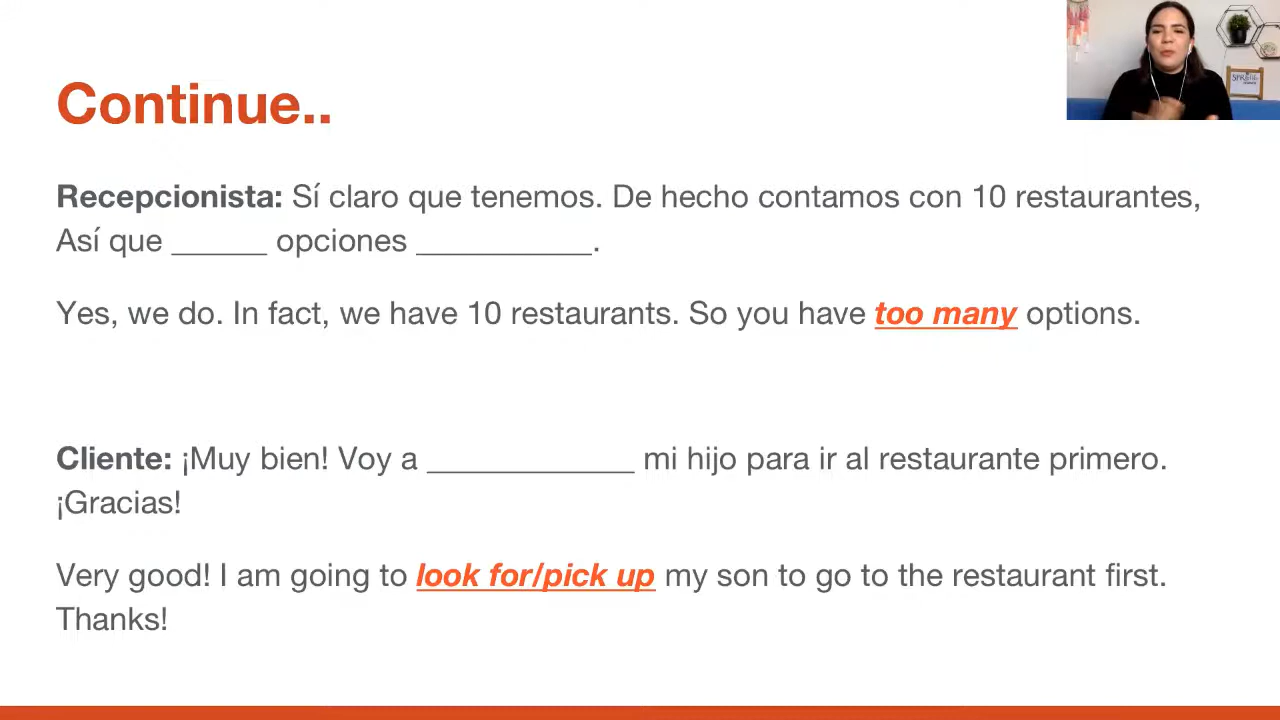 Continue..
Recepcionista: Sí claro que tenemos. De hecho contamos con 10 restaurantes,
Así que ______ opciones ___________.
Yes, we do. In fact, we have 10 restaurants. So you have too many options.
Cliente: ¡Muy bien! Voy a _____________ mi hijo para ir al restaurante primero.
¡Gracias!
Very good! I am going to look for/pick up my son to go to the restaurant first.
Thanks!